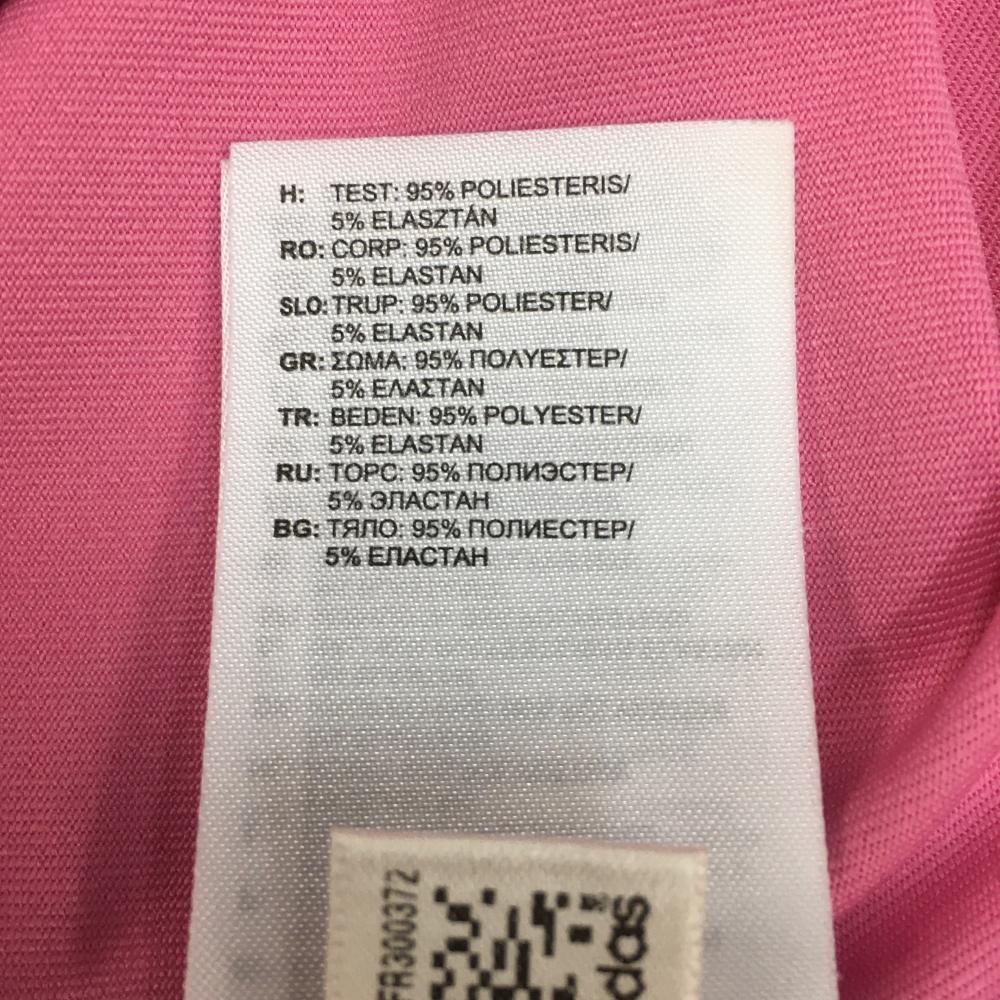 H: TEST: 95% POLIESTERIS/
5% ELASZTÁN
RO: CORP: 95% POLIESTERIS/
5% ELASTAN
SLO: TRUP: 95% POLIESTER/
5% ELASTAN
GR: ΣΩΜΑ: 95% ΠΟΛΥΕΣΤΕΡ/
5% ΕΛΑΣΤΑΝ
TR: BEDEN: 95% POLYESTER/
5% ELASTAN
RU: ТОРС: 95% ПОЛИЭСТЕР/
5% ЭЛАСТАН
BG: ТЯЛО: 95% ПОЛИЕСТЕР/
5% ЕЛАСТАН
FR300372
das